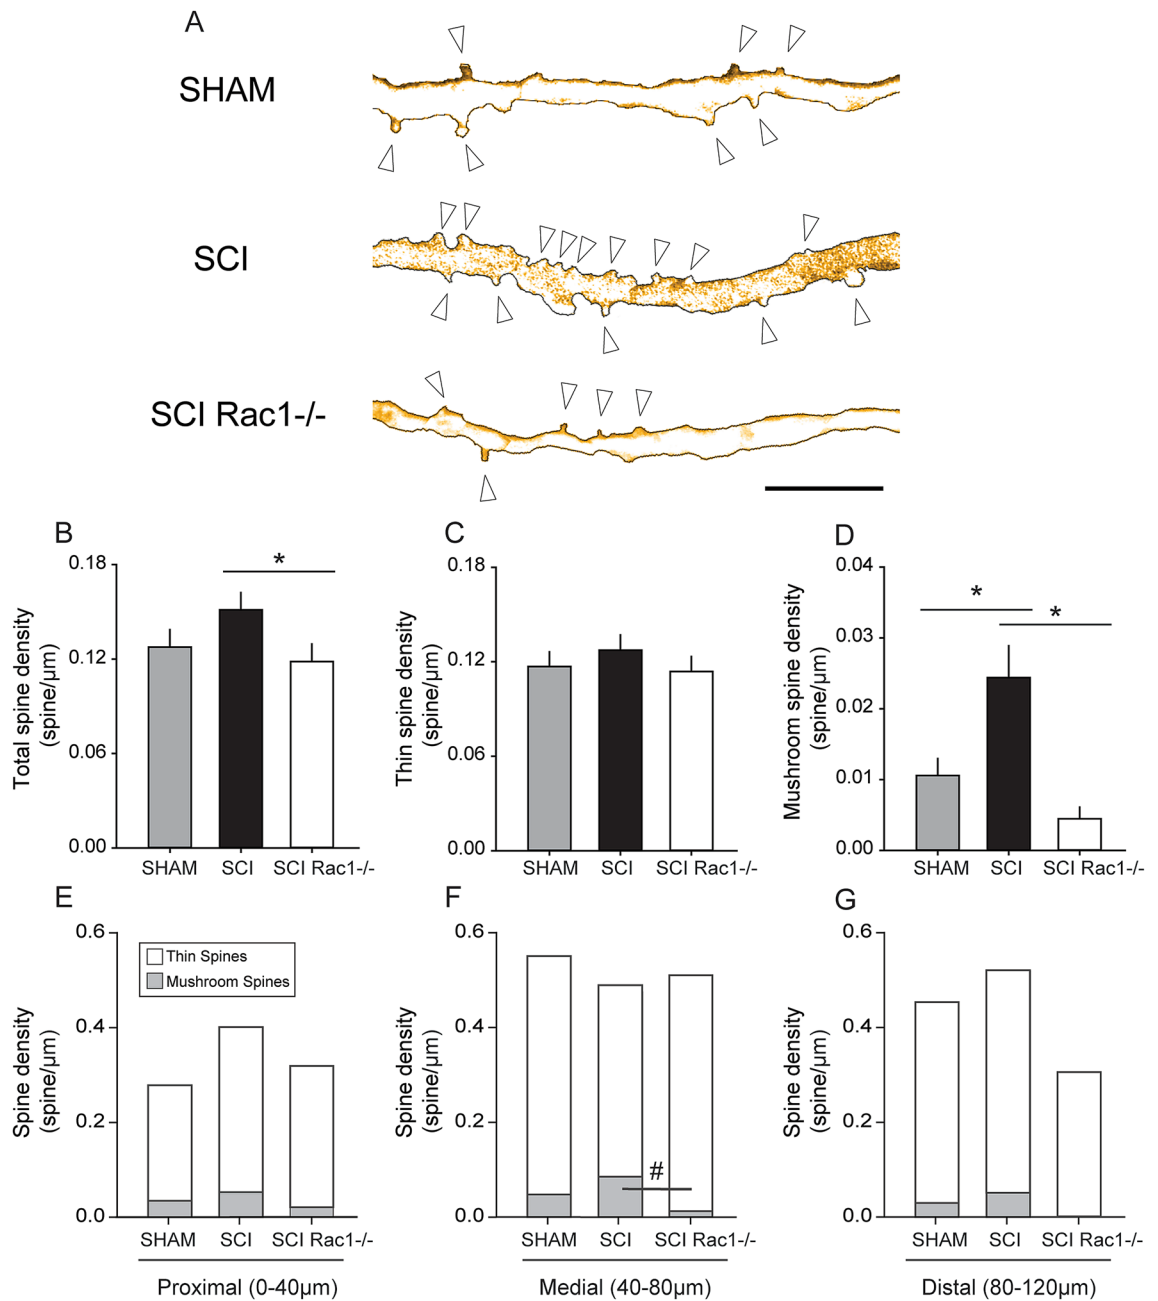 A
SHAM
SCI
SCI Rac1-/-
B
Total spine density
(spine/µm)
0.18
0.12
0.06
0.00
*
SHAM
SCI
SCI Rac1-/-
C
Thin spine density
(spine/µm)
0.18
0.12
0.06
0.00
SHAM
SCI
SCI Rac1-/-
D
Mushroom spine density
(spine/µm)
0.04
0.03
0.02
0.01
0.00
*
*
SHAM
SCI
SCI Rac1-/-
E
Spine density
(spine/µm)
0.6
0.4
0.2
0.0
Thin Spines
Mushroom Spines
SHAM
SCI
SCI Rac1-/-
Proximal (0-40µm)
F
Spine density
(spine/µm)
0.6
0.4
0.2
0.0
#
SHAM
SCI
SCI Rac1-/-
Medial (40-80µm)
G
Spine density
(spine/µm)
0.6
0.4
0.2
0.0
SHAM
SCI
SCI Rac1-/-
Distal (80-120µm)